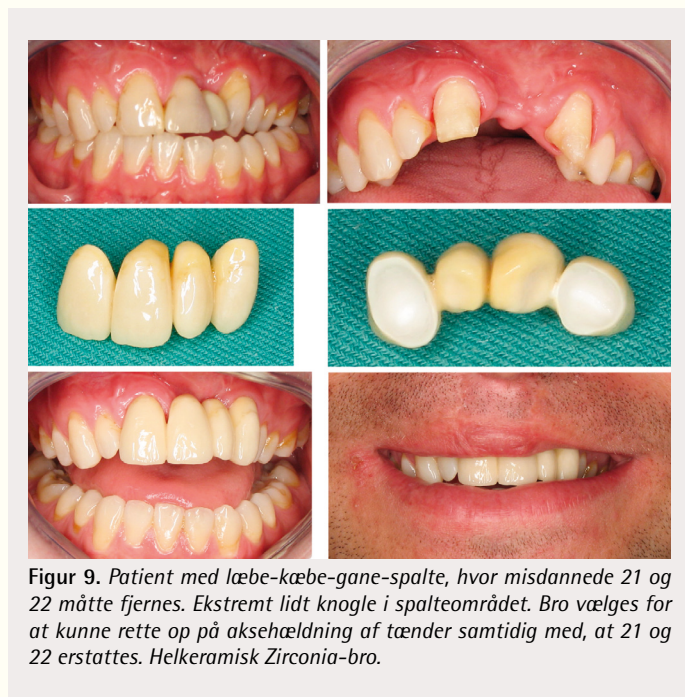 Figur 9. Patient med læbe-kæbe-gane-spalte, hvor misdannede 21 og
22 måtte fjernes. Ekstremt lidt knogle i spalteområdet. Bro vælges for
at kunne rette op på aksehældning af tænder samtidig med, at 21 og
22 erstattes. Helkeramisk Zirconia-bro.